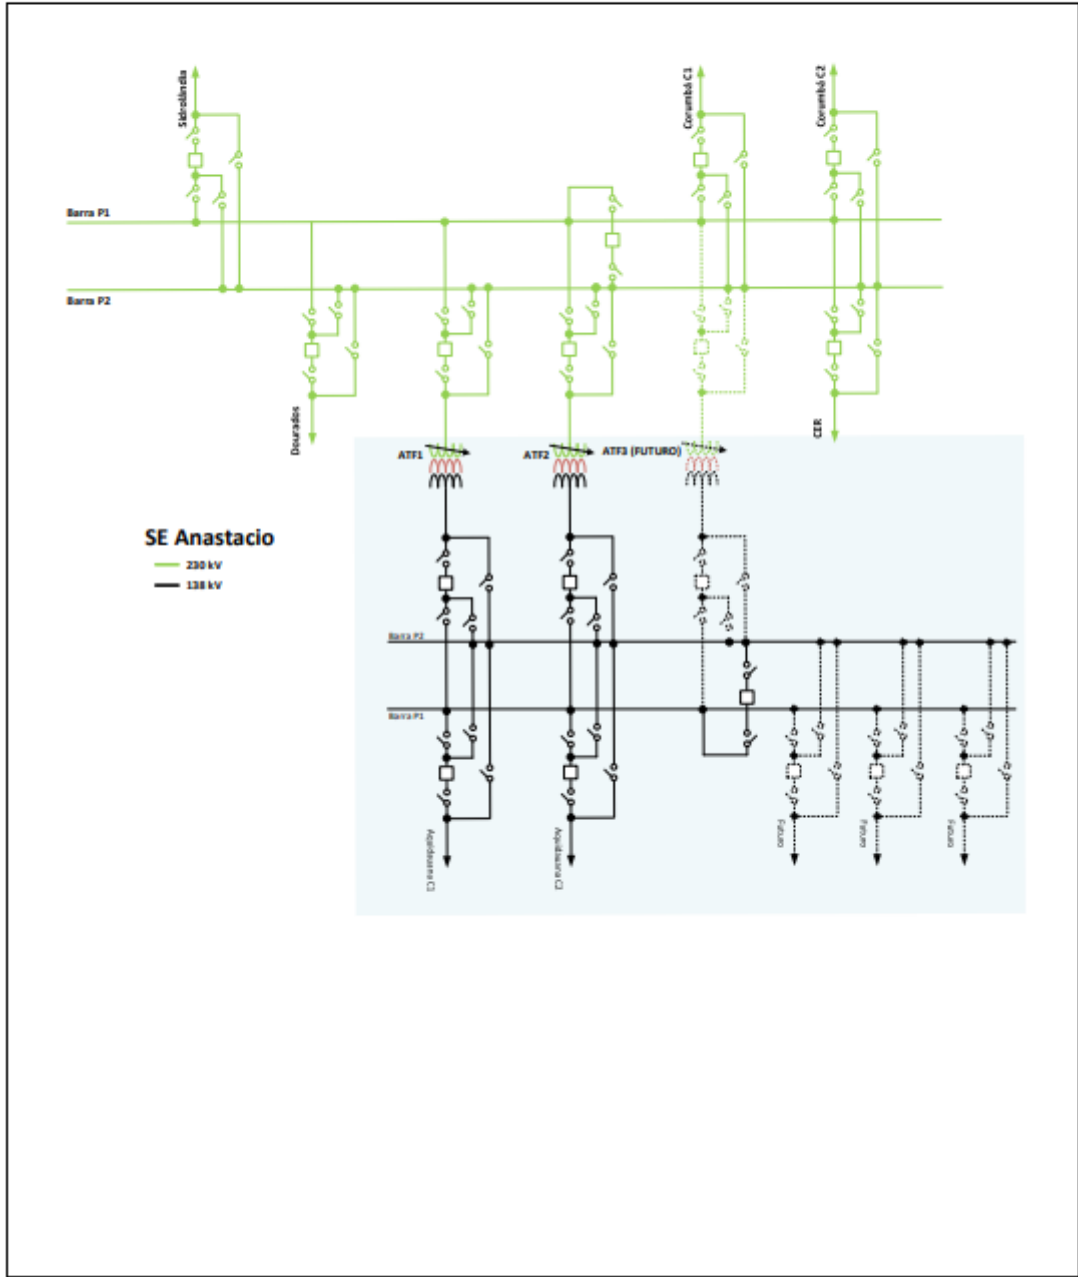 Sidrolândia
Corumbá C1
Corumbá C2
Barra P1
Barra P2
Dourados
CER
ATF1
ATF2
ATF3 (FUTURO)
SE Anastacio
230 kV
138 kV
Barra P2
Barra P1
Aquidauana C1
Aquidauana C2
Futuro
Futuro
Futuro